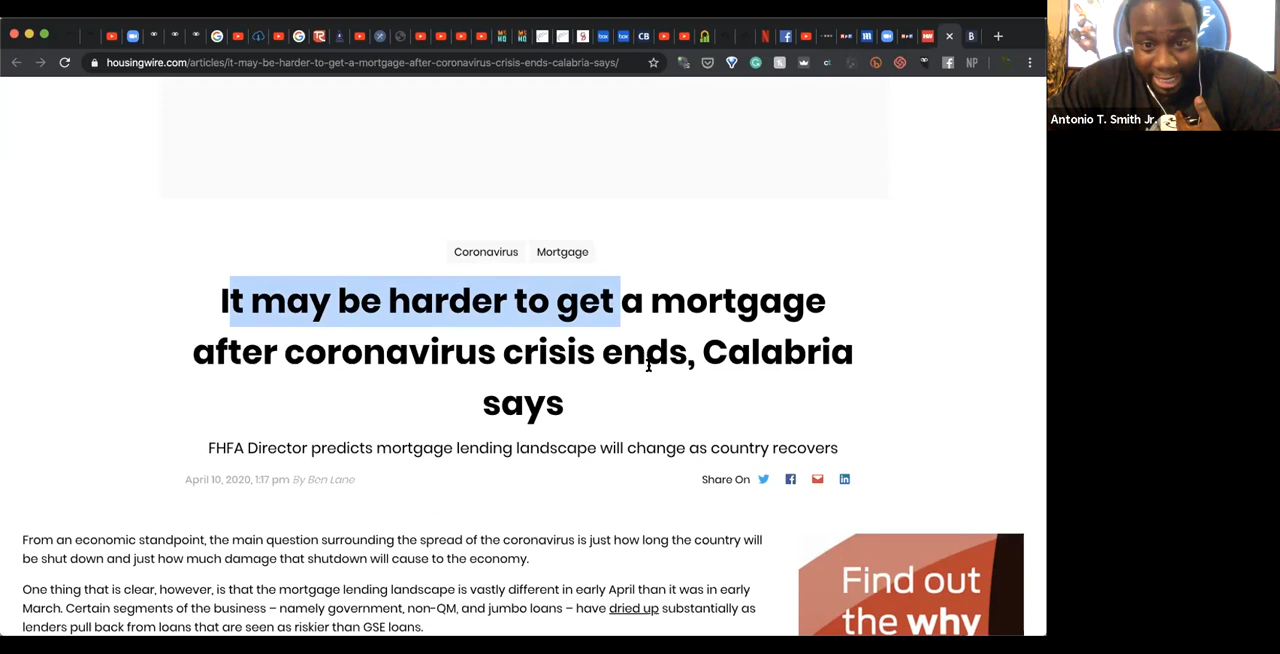 CB
B
housingwire.com/articles/it-may-be-harder-to-get-a-mortgage-after-coronavirus-crisis-ends-calabria-says/
NP
Antonio T. Smith Jr.
Coronavirus Mortgage
It may be harder to get a mortgage
after coronavirus crisis ends, Calabria
says
FHFA Director predicts mortgage lending landscape will change as country recovers
April 10, 2020, 1:17 pm By Ben Lane
Share On
From an economic standpoint, the main question surrounding the spread of the coronavirus is just how long the country will
be shut down and just how much damage that shutdown will cause to the economy.
One thing that is clear, however, is that the mortgage lending landscape is vastly different in early April than it was in early
March. Certain segments of the business – namely government, non-QM, and jumbo loans – have dried up substantially as
lenders pull back from loans that are seen as riskier than GSE loans.
Find out
the why